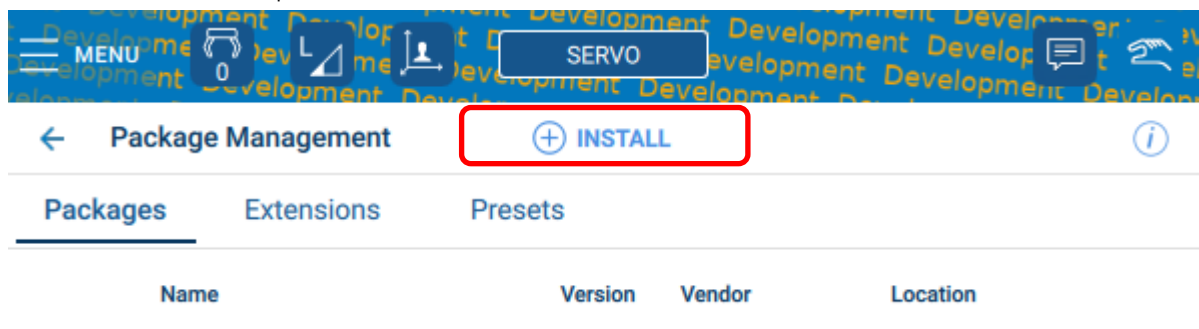 MENU 0 L SERVO
Package Management INSTALL
Packages Extensions Presets
Name Version Vendor Location